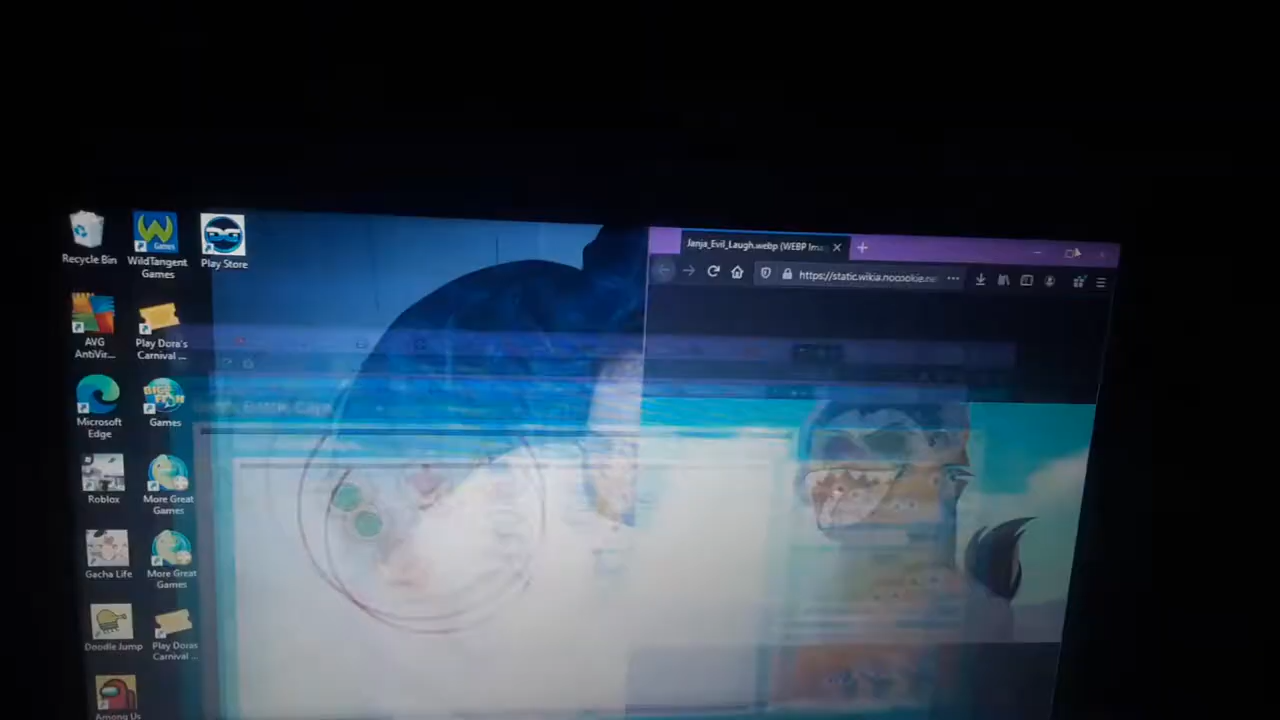 Recycle Bin
WildTangent
Games
Play Store
AVG
AntiVir...
Play Dora's
Carnival ...
Microsoft
Edge
Games
Roblox
More Great
Games
Gacha Life
More Great
Games
Doodle Jump
Play Doras
Carnival ...
Among Us
Janja_Evil_Laugh.webp (WEBP Ima
https://static.wikia.nocookie.ne